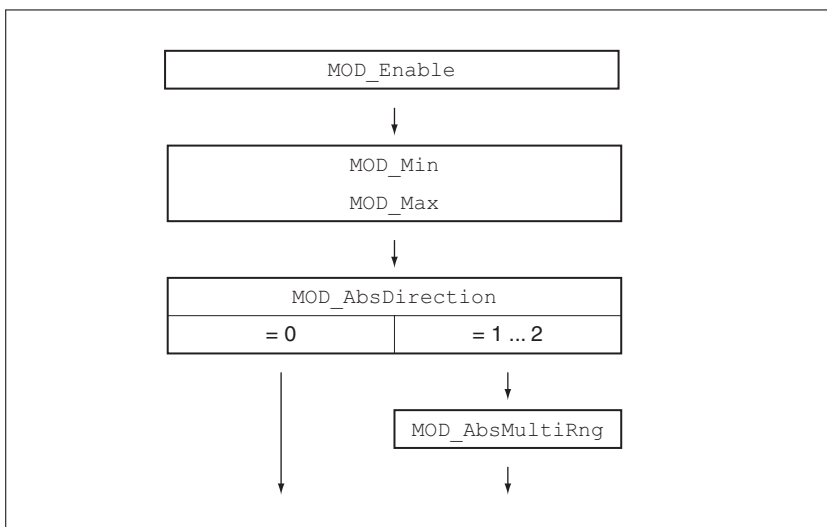 MOD_Enable
MOD_Min
MOD_Max
MOD_AbsDirection
= 0
= 1 ... 2
MOD_AbsMultiRng